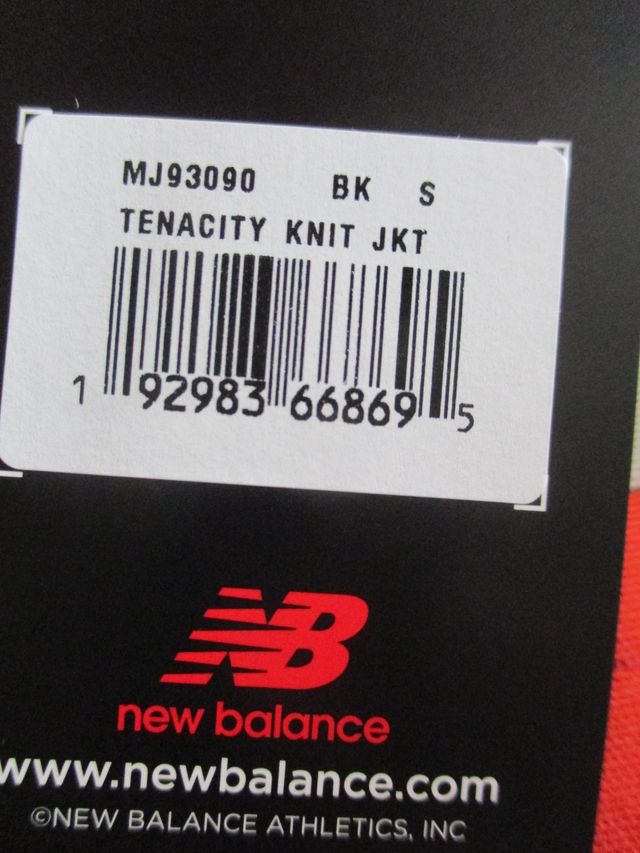 MJ93090 BK S
TENACITY KNIT JKT
1 92983 66869 5
NB
new balance
www.newbalance.com
©NEW BALANCE ATHLETICS, INC